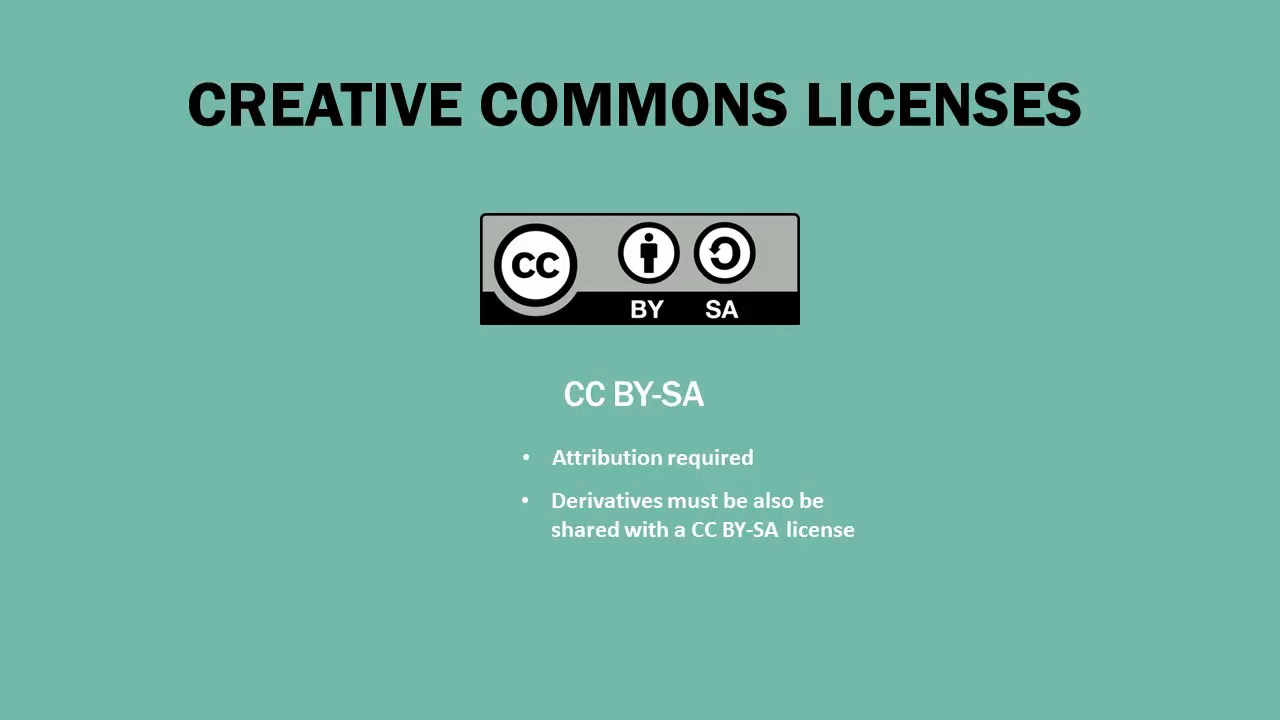 CREATIVE COMMONS LICENSES
CC
BY SA
CC BY-SA
• Attribution required
• Derivatives must be also be
shared with a CC BY-SA license